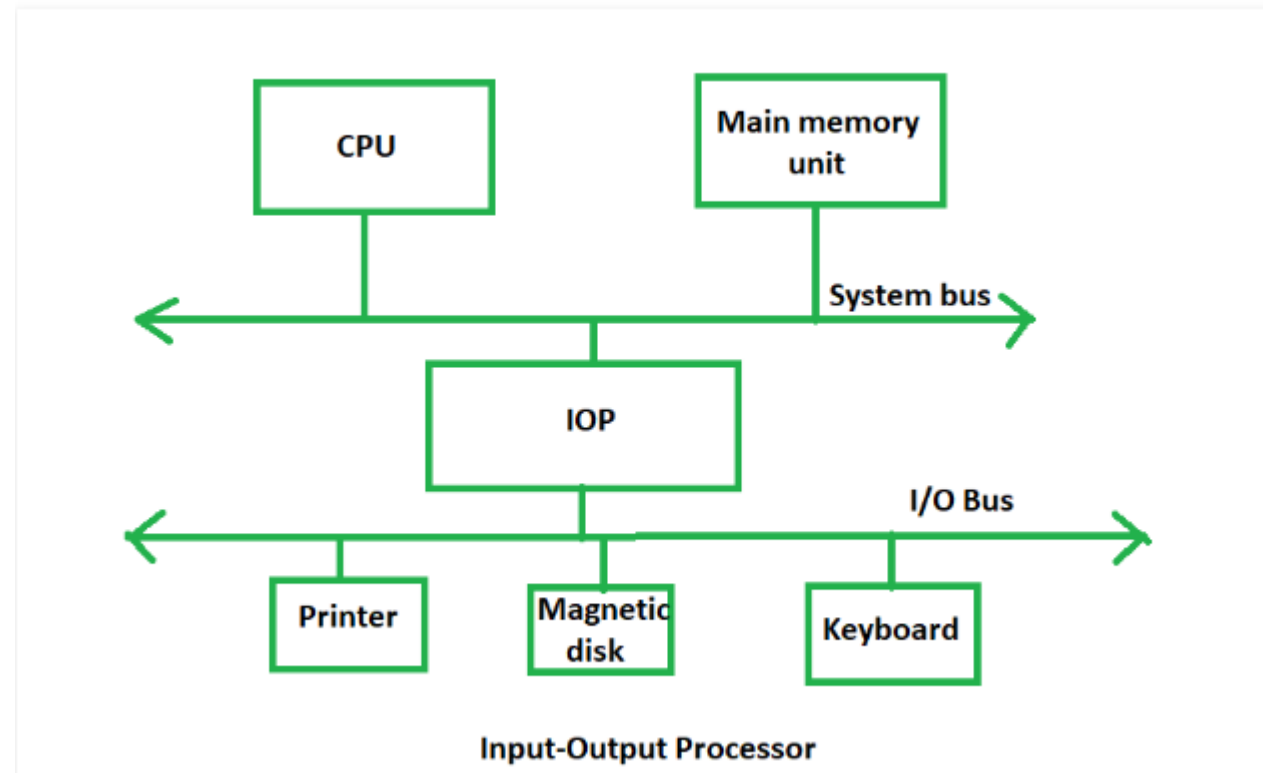 CPU
Main memory
unit
System bus
IOP
I/O Bus
Printer
Magnetic
disk
Keyboard
Input-Output Processor